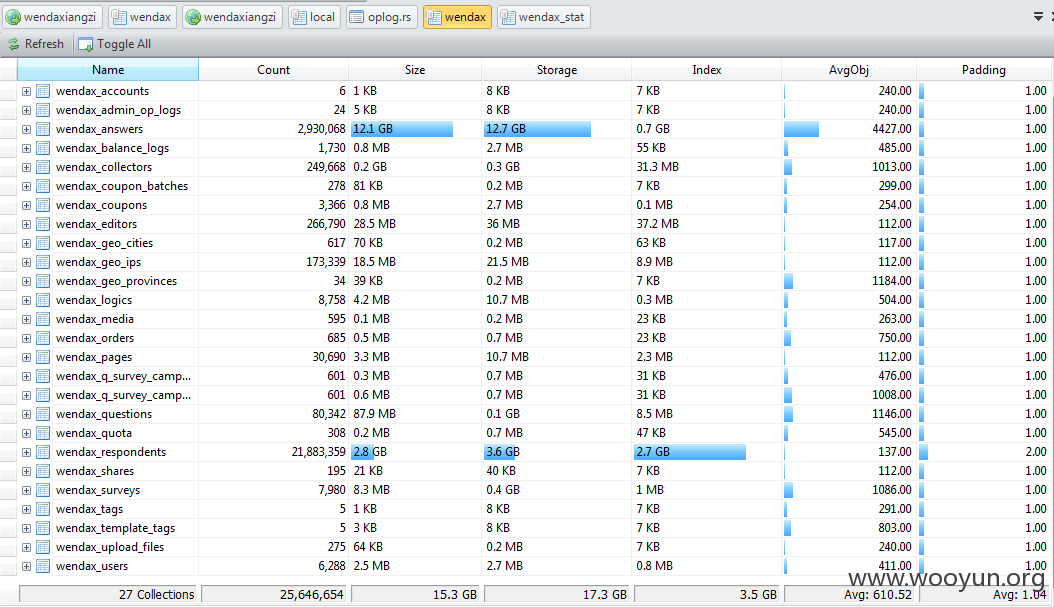 wendaxiangzi wendax wendaxiangzi local oplog.rs wendax wendax_stat
Refresh Toggle All
Name Count Size Storage Index AvgObj Padding
wendax_accounts 6 1 KB 8 KB 7 KB 240.00 1.00
wendax_admin_op_logs 24 5 KB 8 KB 7 KB 240.00 1.00
wendax_answers 2,930,068 12.1 GB 12.7 GB 0.7 GB 4427.00 1.00
wendax_balance_logs 1,730 0.8 MB 2.7 MB 55 KB 485.00 1.00
wendax_collectors 249,668 0.2 GB 0.3 GB 31.3 MB 1013.00 1.00
wendax_coupon_batches 278 81 KB 0.2 MB 7 KB 299.00 1.00
wendax_coupons 3,366 0.8 MB 2.7 MB 0.1 MB 254.00 1.00
wendax_editors 266,790 28.5 MB 36 MB 37.2 MB 112.00 1.00
wendax_geo_cities 617 70 KB 0.2 MB 63 KB 117.00 1.00
wendax_geo_ips 173,339 18.5 MB 21.5 MB 8.9 MB 112.00 1.00
wendax_geo_provinces 34 39 KB 0.2 MB 7 KB 1184.00 1.00
wendax_logics 8,758 4.2 MB 10.7 MB 0.3 MB 504.00 1.00
wendax_media 595 0.1 MB 0.2 MB 23 KB 263.00 1.00
wendax_orders 685 0.5 MB 0.7 MB 23 KB 750.00 1.00
wendax_pages 30,690 3.3 MB 10.7 MB 2.3 MB 112.00 1.00
wendax_q_survey_camp... 601 0.3 MB 0.7 MB 31 KB 476.00 1.00
wendax_q_survey_camp... 601 0.6 MB 0.7 MB 31 KB 1008.00 1.00
wendax_questions 80,342 87.9 MB 0.1 GB 8.5 MB 1146.00 1.00
wendax_quota 308 0.2 MB 0.7 MB 47 KB 545.00 1.00
wendax_respondents 21,883,359 2.8 GB 3.6 GB 2.7 GB 137.00 2.00
wendax_shares 195 21 KB 40 KB 7 KB 112.00 1.00
wendax_surveys 7,980 8.3 MB 0.4 GB 1 MB 1086.00 1.00
wendax_tags 5 1 KB 8 KB 7 KB 291.00 1.00
wendax_template_tags 5 3 KB 8 KB 7 KB 803.00 1.00
wendax_upload_files 275 64 KB 0.2 MB 7 KB 240.00 1.00
wendax_users 6,288 2.5 MB 2.7 MB 0.8 MB 411.00 1.00
www.wooyun.org
27 Collections 25,646,654 15.3 GB 17.3 GB 3.5 GB Avg: 610.52 Avg: 1.04